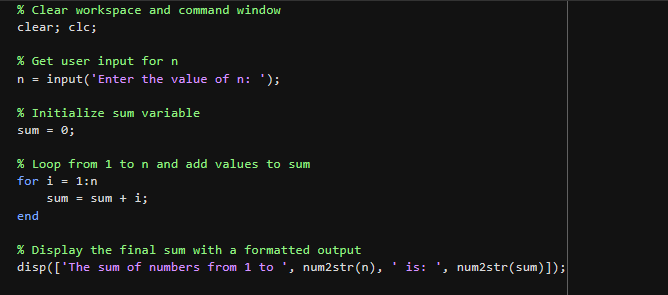 % Clear workspace and command window
clear; clc;
% Get user input for n
n = input('Enter the value of n: ');
% Initialize sum variable
sum = 0;
% Loop from 1 to n and add values to sum
for i = 1:n
    sum = sum + i;
end
% Display the final sum with a formatted output
disp(['The sum of numbers from 1 to ', num2str(n), ' is: ', num2str(sum)]);